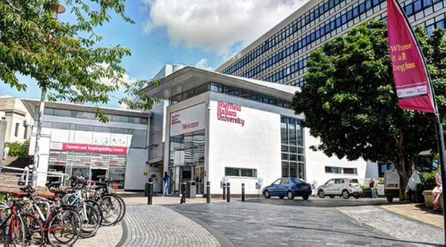 Where
it all
begins
Sheffield
Hallam
University
Careers and Employability Centre